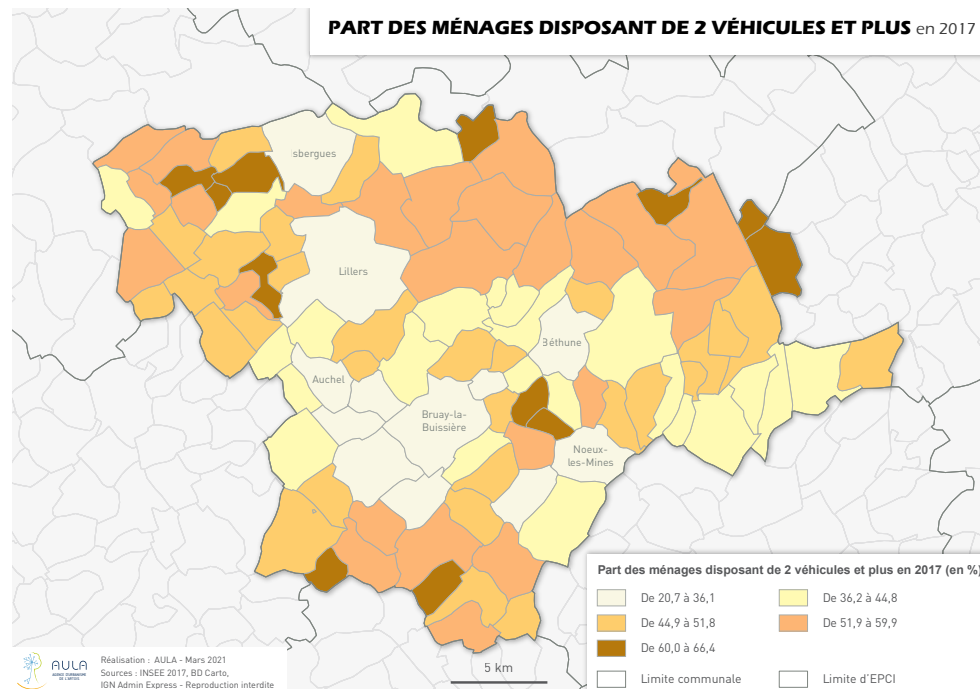 PART DES MÉNAGES DISPOSANT DE 2 VÉHICULES ET PLUS en 2017
sbergues
Lillers
Béthune
Auchel
Bruay-la-
Buissière
Noeux-
les-Mines
Part des ménages disposant de 2 véhicules et plus en 2017 (en %)
De 20,7 à 36,1
De 36,2 à 44,8
De 44,9 à 51,8
De 51,9 à 59,9
De 60,0 à 66,4
Limite communale
Limite d'EPCI
5 km
AULA
AGENCE D'URBANISME
DE L'ARTOIS
Réalisation : AULA - Mars 2021
Sources : INSEE 2017, BD Carto,
IGN Admin Express - Reproduction interdite